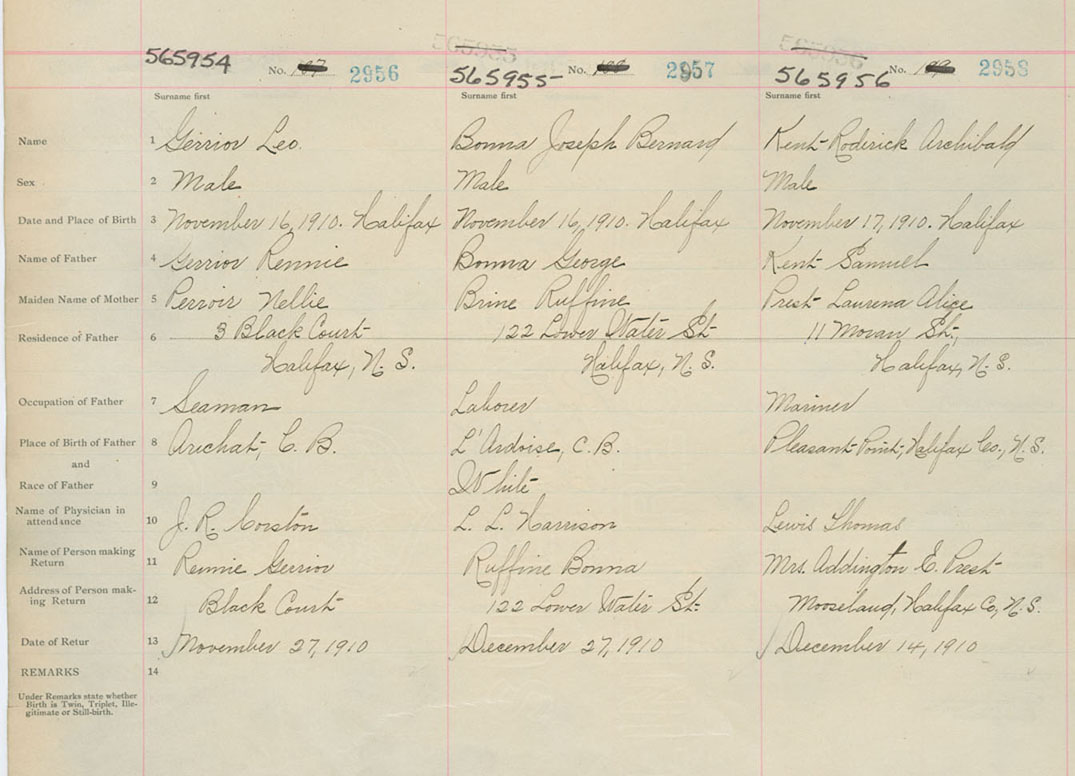 565954 No. 2956 565955 No. 2957 565956 No. 2958
Surname first Surname first Surname first
Name 1 Gerrior Leo. Bonna Joseph Bernard Kent Roderick Archibald
Sex 2 Male Male Male
Date and Place of Birth 3 November 16, 1910. Halifax November 16, 1910. Halifax November 17, 1910. Halifax
Name of Father 4 Gerrior Rennie Bonna George Kent Samuel
Maiden Name of Mother 5 Perroir Nellie Brine Ruffine Prest Laurena Alice
Residence of Father 6 3 Black Court 122 Lower Water St. 11 Moran St.,
Halifax, N. S. Halifax, N. S. Halifax, N. S.
Occupation of Father 7 Seaman Laborer Mariner
Place of Birth of Father 8 Arichat, C. B. L'Ardoise, C. B. Pleasant Point, Halifax Co., N. S.
and
Race of Father 9 White
Name of Physician in
attendance 10 J. R. Corston L. L. Harrison Lewis Thomas
Name of Person making
Return 11 Rennie Gerrior Ruffine Bonna Mrs. Addington E. Prest
Address of Person mak-
ing Return 12 Black Court 122 Lower Water St. Mooseland, Halifax Co, N. S.
Date of Retur 13 November 27, 1910 December 27, 1910 December 14, 1910
REMARKS 14
Under Remarks state whether
Birth is Twin, Triplet, Ille-
gitimate or Still-birth.